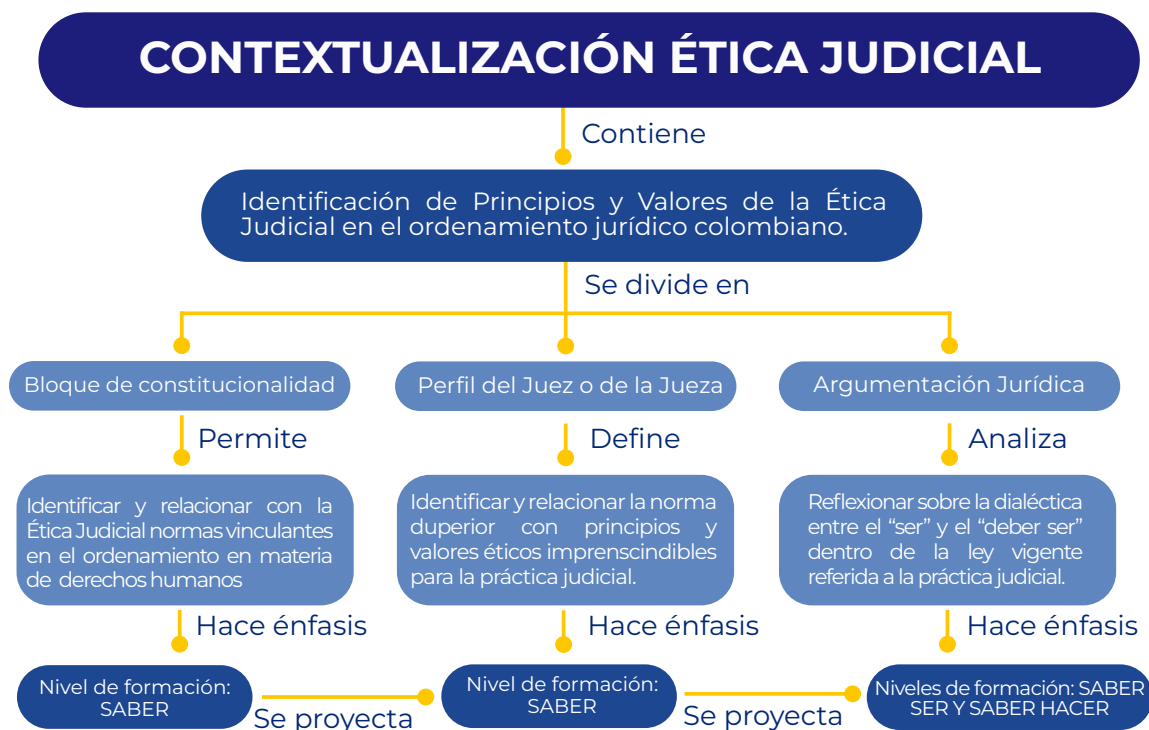 CONTEXTUALIZACIÓN ÉTICA JUDICIAL
Contiene
Identificación de Principios y Valores de la Ética
Judicial en el ordenamiento jurídico colombiano.
Se divide en
Bloque de constitucionalidad
Perfil del Juez o de la Jueza
Argumentación Jurídica
Permite
Define
Analiza
Identificar y relacionar con la
Ética Judicial normas vinculantes
en el ordenamiento en materia
de derechos humanos
Identificar y relacionar la norma
duperior con principios y
valores éticos imprenscindibles
para la práctica judicial.
Reflexionar sobre la dialéctica
entre el “ser” y el “deber ser”
dentro de la ley vigente
referida a la práctica judicial.
Hace énfasis
Hace énfasis
Hace énfasis
Nivel de formación:
SABER
Se proyecta
Nivel de formación:
SABER
Se proyecta
Niveles de formación: SABER
SER Y SABER HACER